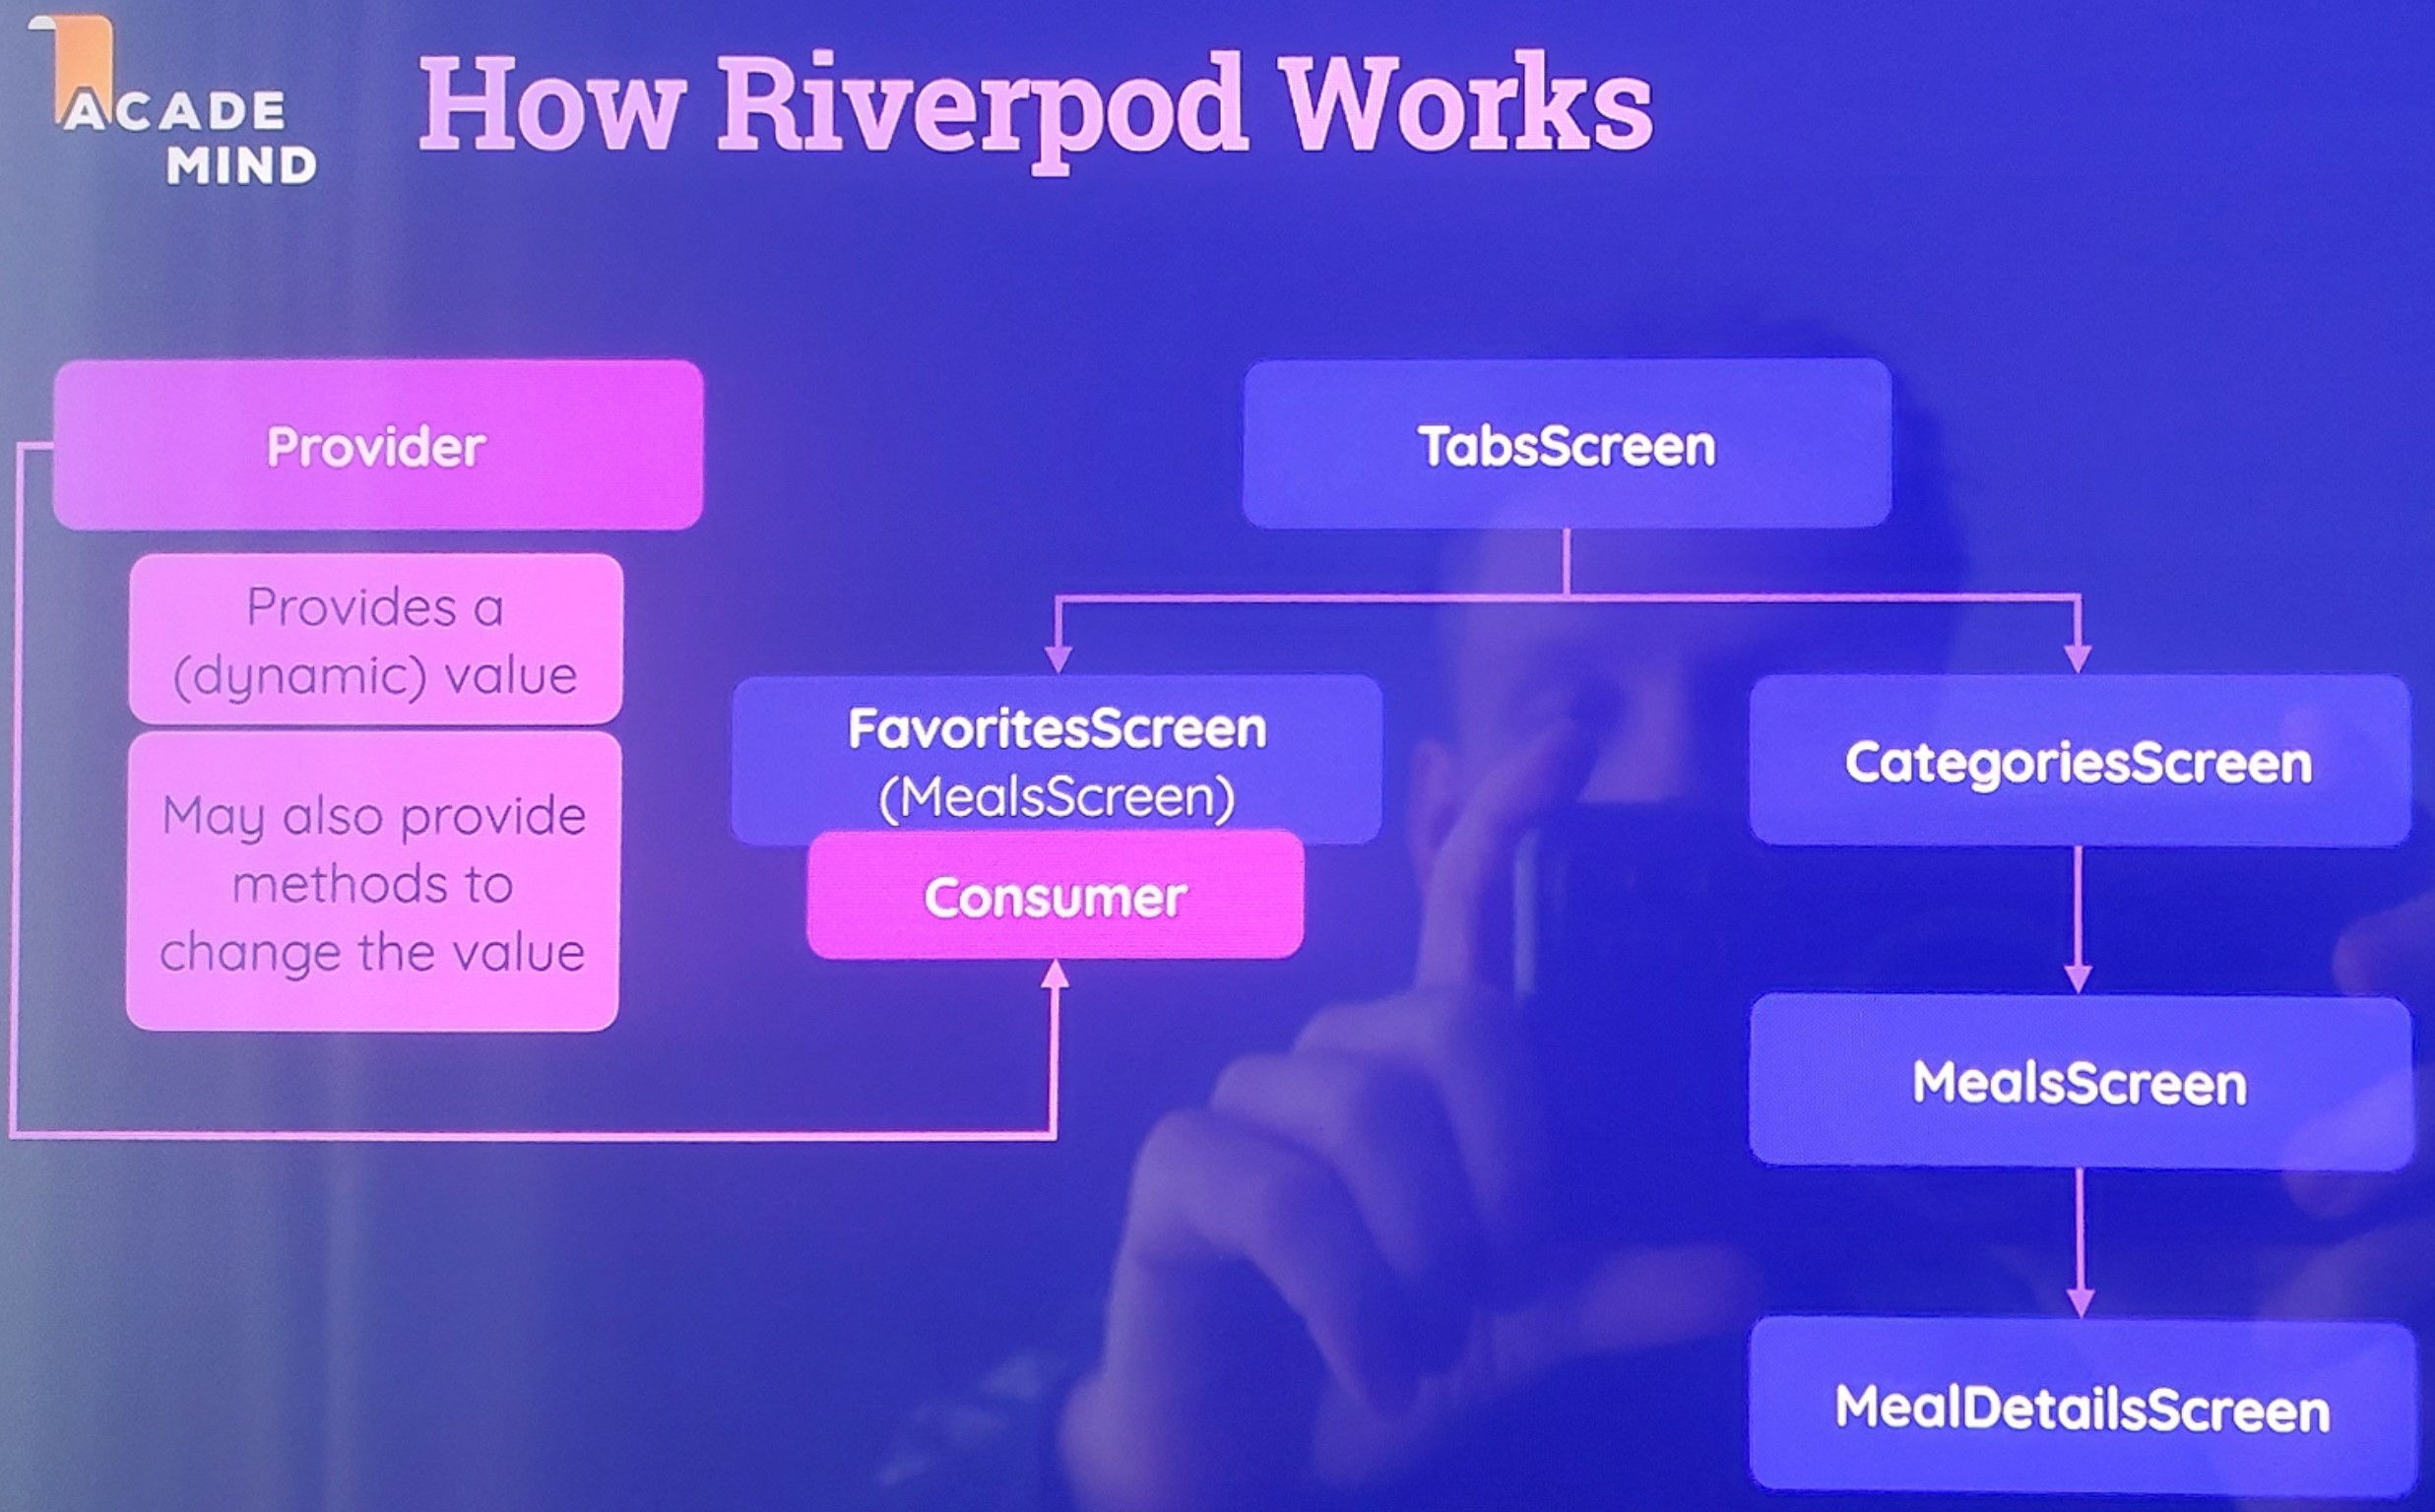 ACADE
MIND
How Riverpod Works
Provider
Provides a
(dynamic) value
May also provide
methods to
change the value
TabsScreen
FavoritesScreen
(MealsScreen)
Consumer
CategoriesScreen
MealsScreen
MealDetailsScreen